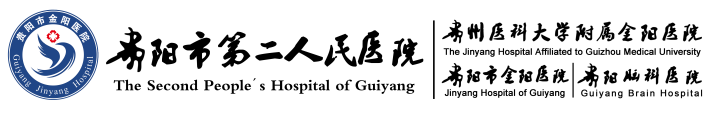 贵阳市金阳医院
Guiyang Jinyang Hospital
贵阳市第二人民医院
The Second People´s Hospital of Guiyang
贵州医科大学附属金阳医院
The Jinyang Hospital Affiliated to Guizhou Medical University
贵阳市金阳医院
Jinyang Hospital of Guiyang
贵阳脑科医院
Guiyang Brain Hospital